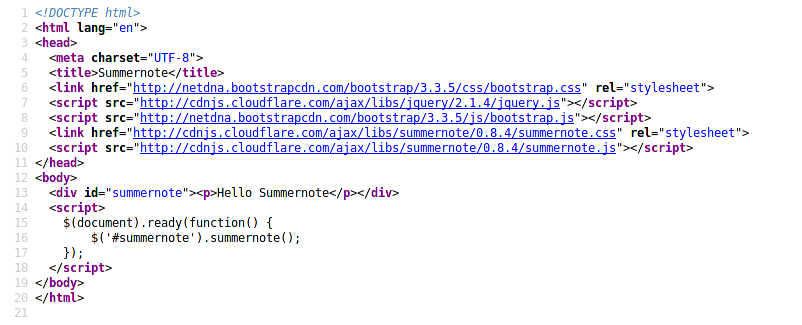 1 <!DOCTYPE html>
2 <html lang="en">
3 <head>
4   <meta charset="UTF-8">
5   <title>Summernote</title>
6   <link href="http://netdna.bootstrapcdn.com/bootstrap/3.3.5/css/bootstrap.css" rel="stylesheet">
7   <script src="http://cdnjs.cloudflare.com/ajax/libs/jquery/2.1.4/jquery.js"></script>
8   <script src="http://netdna.bootstrapcdn.com/bootstrap/3.3.5/js/bootstrap.js"></script>
9   <link href="http://cdnjs.cloudflare.com/ajax/libs/summernote/0.8.4/summernote.css" rel="stylesheet">
10   <script src="http://cdnjs.cloudflare.com/ajax/libs/summernote/0.8.4/summernote.js"></script>
11 </head>
12 <body>
13   <div id="summernote"><p>Hello Summernote</p></div>
14   <script>
15     $(document).ready(function() {
16         $('#summernote').summernote();
17     });
18   </script>
19 </body>
20 </html>
21